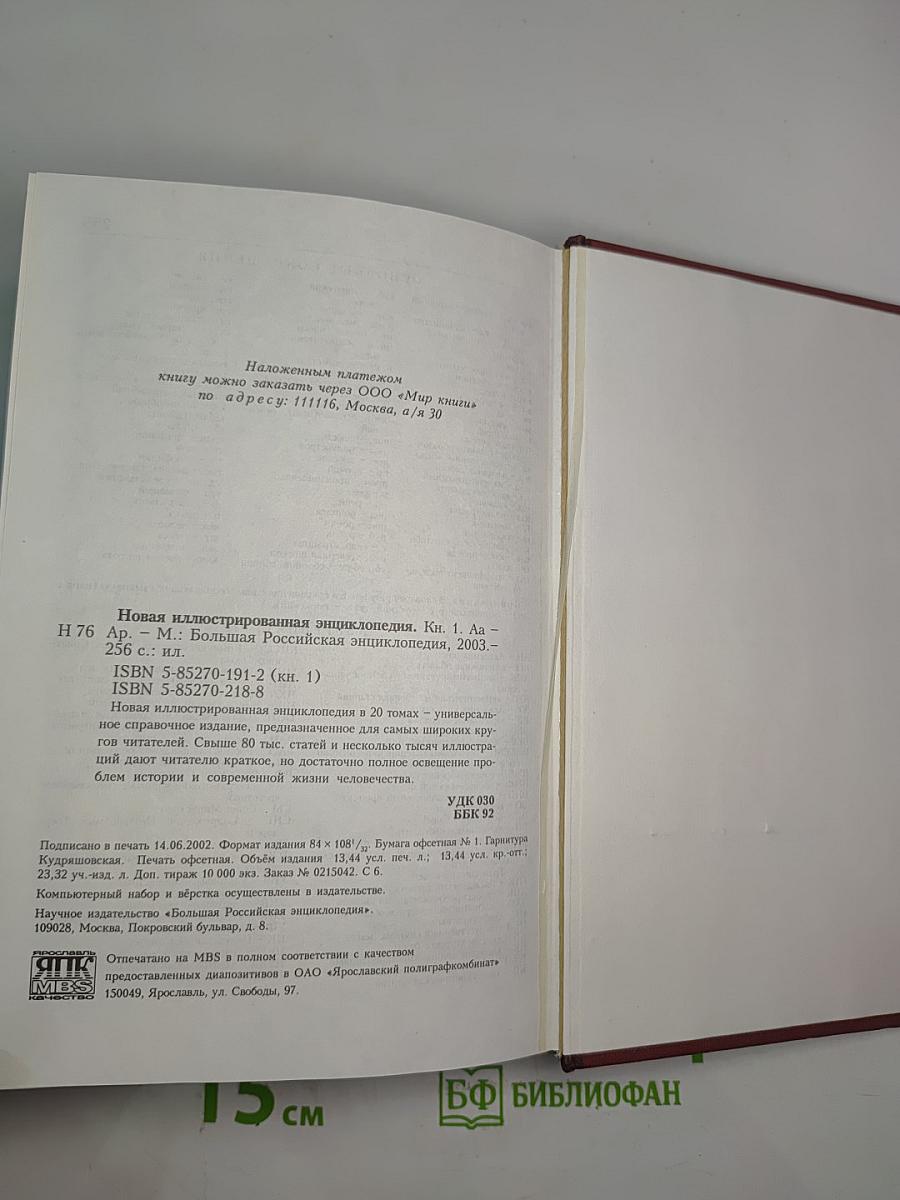 Наложенным платежом
книгу можно заказать через ООО «Мир книги»
по адресу: 111116, Москва, а/я 30
Новая иллюстрированная энциклопедия. Кн. 1. Аа –
Н 76 Ар. – М.: Большая Российская энциклопедия, 2003.–
256 с.: ил.
ISBN 5-85270-191-2 (кн. 1)
ISBN 5-85270-218-8
Новая иллюстрированная энциклопедия в 20 томах – универсаль-
ное справочное издание, предназначенное для самых широких кру-
гов читателей. Свыше 80 тыс. статей и несколько тысяч иллюстра-
ций дают читателю краткое, но достаточно полное освещение про-
блем истории и современной жизни человечества.
УДК 030
ББК 92
Подписано в печать 14.06.2002. Формат издания 84 × 108¹/₃₂. Бумага офсетная № 1. Гарнитура
Кудряшовская. Печать офсетная. Объём издания 13,44 усл. печ. л.; 13,44 усл. кр.-отт.;
23,32 уч.-изд. л. Доп. тираж 10 000 экз. Заказ № 0215042. С 6.
Компьютерный набор и вёрстка осуществлены в издательстве.
Научное издательство «Большая Российская энциклопедия».
109028, Москва, Покровский бульвар, д. 8.
ЯРОСЛАВЛЬ
ЯПК
MBS
КАЧЕСТВО
Отпечатано на MBS в полном соответствии с качеством
предоставленных диапозитивов в ОАО «Ярославский полиграфкомбинат»
150049, Ярославль, ул. Свободы, 97.
15 см
БФ БИБЛИОФАН